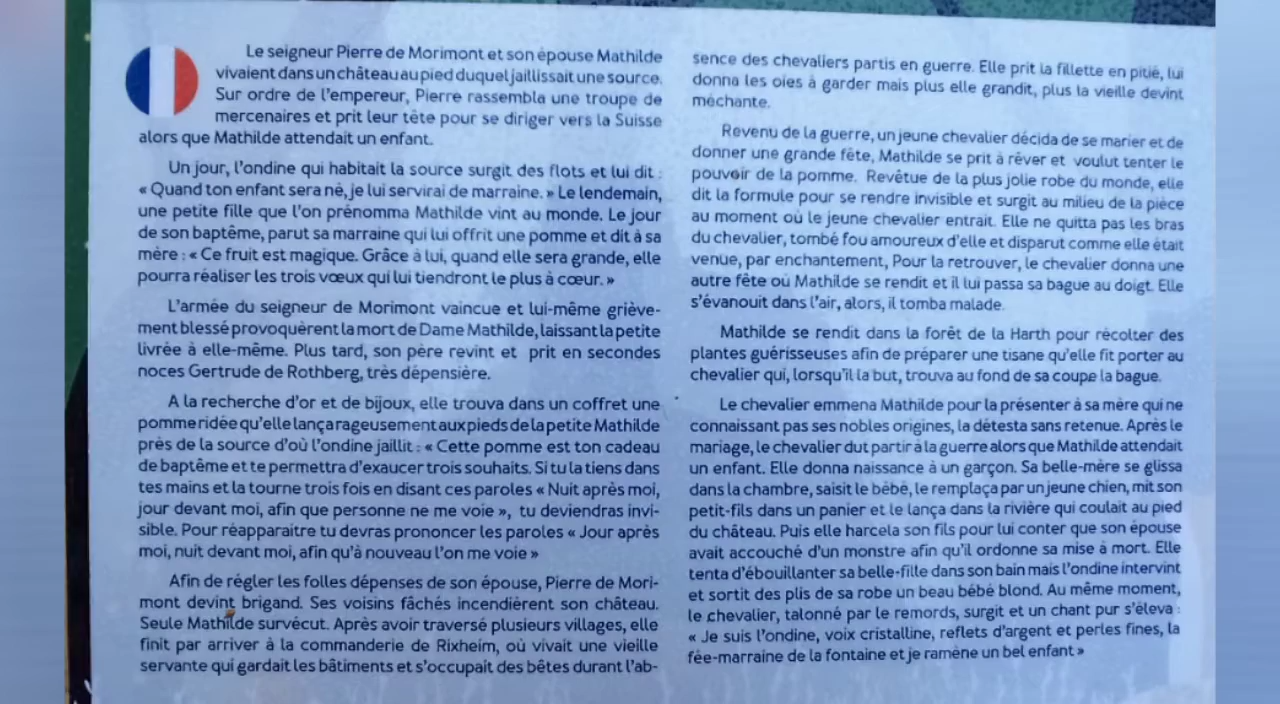 Le seigneur Pierre de Morimont et son épouse Mathilde
vivaient dans un château au pied duquel jaillissait une source.
Sur ordre de l'empereur, Pierre rassembla une troupe de
mercenaires et prit leur tête pour se diriger vers la Suisse
alors que Mathilde attendait un enfant.
Un jour, l'ondine qui habitait la source surgit des flots et lui dit :
« Quand ton enfant sera né, je lui servirai de marraine. » Le lendemain,
une petite fille que l'on prénomma Mathilde vint au monde. Le jour
de son baptême, parut sa marraine qui lui offrit une pomme et dit à sa
mère : « Ce fruit est magique. Grâce à lui, quand elle sera grande, elle
pourra réaliser les trois vœux qui lui tiendront le plus à cœur. »
L'armée du seigneur de Morimont vaincue et lui-même griève-
ment blessé provoquèrent la mort de Dame Mathilde, laissant la petite
livrée à elle-même. Plus tard, son père revint et prit en secondes
noces Gertrude de Rothberg, très dépensière.
A la recherche d'or et de bijoux, elle trouva dans un coffret une
pomme ridée qu'elle lança rageusement aux pieds de la petite Mathilde
près de la source d'où l'ondine jaillit : « Cette pomme est ton cadeau
de baptême et te permettra d'exaucer trois souhaits. Si tu la tiens dans
tes mains et la tourne trois fois en disant ces paroles « Nuit après moi,
jour devant moi, afin que personne ne me voie », tu deviendras invi-
sible. Pour réapparaitre tu devras prononcer les paroles « Jour après
moi, nuit devant moi, afin qu'à nouveau l'on me voie »
Afin de régler les folles dépenses de son épouse, Pierre de Mori-
mont devint brigand. Ses voisins fâchés incendièrent son château.
Seule Mathilde survécut. Après avoir traversé plusieurs villages, elle
finit par arriver à la commanderie de Rixheim, où vivait une vieille
servante qui gardait les bâtiments et s'occupait des bêtes durant l'ab-
sence des chevaliers partis en guerre. Elle prit la fillette en pitié, lui
donna les oies à garder mais plus elle grandit, plus la vieille devint
méchante.
Revenu de la guerre, un jeune chevalier décida de se marier et de
donner une grande fête, Mathilde se prit à rêver et voulut tenter le
pouvoir de la pomme. Revêtue de la plus jolie robe du monde, elle
dit la formule pour se rendre invisible et surgit au milieu de la pièce
au moment où le jeune chevalier entrait. Elle ne quitta pas les bras
du chevalier, tombé fou amoureux d'elle et disparut comme elle était
venue, par enchantement, Pour la retrouver, le chevalier donna une
autre fête où Mathilde se rendit et il lui passa sa bague au doigt. Elle
s'évanouit dans l'air, alors, il tomba malade.
Mathilde se rendit dans la forêt de la Harth pour récolter des
plantes guérisseuses afin de préparer une tisane qu'elle fit porter au
chevalier qui, lorsqu'il la but, trouva au fond de sa coupe la bague.
Le chevalier emmena Mathilde pour la présenter à sa mère qui ne
connaissant pas ses nobles origines, la détesta sans retenue. Après le
mariage, le chevalier dut partir à la guerre alors que Mathilde attendait
un enfant. Elle donna naissance à un garçon. Sa belle-mère se glissa
dans la chambre, saisit le bébé, le remplaça par un jeune chien, mit son
petit-fils dans un panier et le lança dans la rivière qui coulait au pied
du château. Puis elle harcela son fils pour lui conter que son épouse
avait accouché d'un monstre afin qu'il ordonne sa mise à mort. Elle
tenta d'ébouillanter sa belle-fille dans son bain mais l'ondine intervint
et sortit des plis de sa robe un beau bébé blond. Au même moment,
le chevalier, talonné par le remords, surgit et un chant pur s'éleva :
« Je suis l'ondine, voix cristalline, reflets d'argent et perles fines, la
fée-marraine de la fontaine et je ramène un bel enfant »